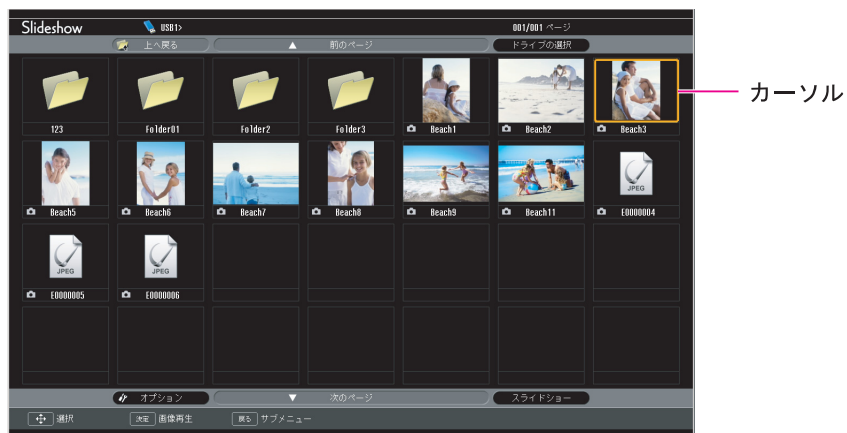 Slideshow USB1> 001/001 ページ
上へ戻る ▲ 前のページ ドライブの選択
カーソル
123 Folder01 Folder2 Folder3 Beach1 Beach2 Beach3
JPEG
Beach5 Beach6 Beach7 Beach8 Beach9 Beach11 E0000004
JPEG JPEG
E0000005 E0000006
オプション ▼ 次のページ スライドショー
選択 決定 画像再生 戻る サブメニュー